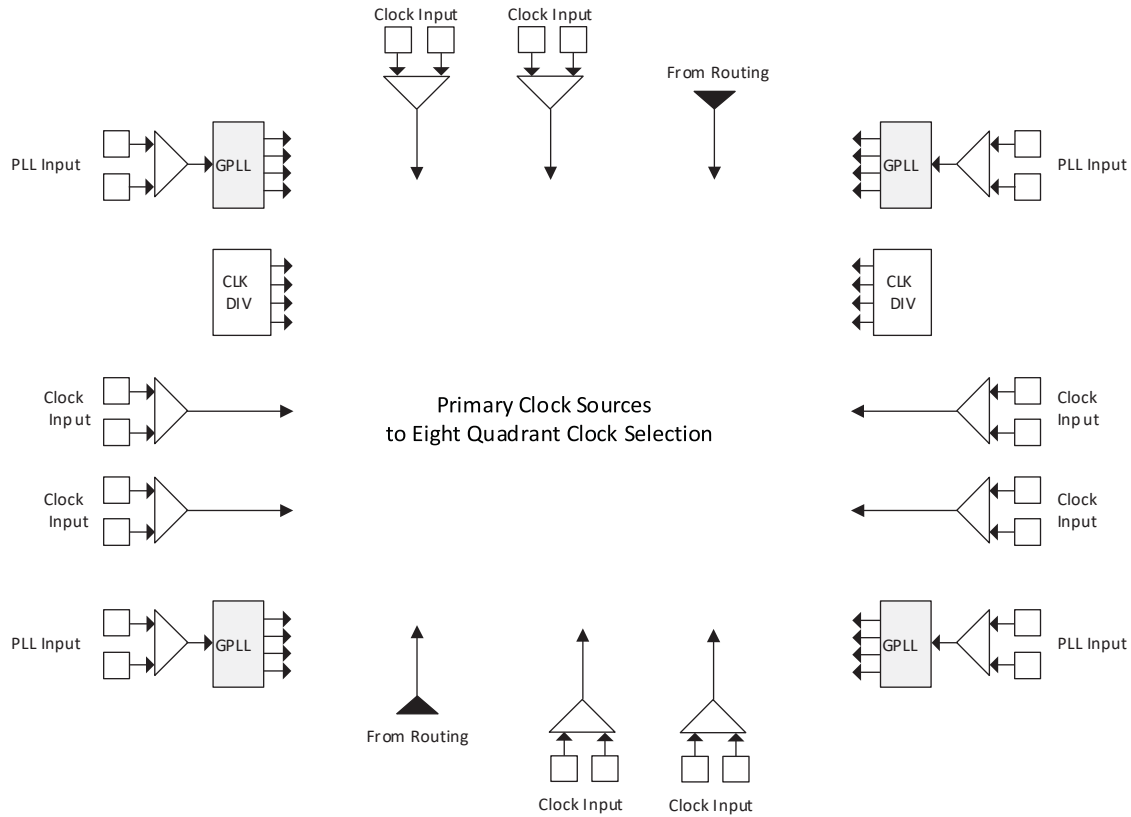 Clock Input
Clock Input
From Routing
PLL Input
GPLL
GPLL
PLL Input
CLK
DIV
CLK
DIV
Clock
Input
Primary Clock Sources
to Eight Quadrant Clock Selection
Clock
Input
Clock
Input
Clock
Input
PLL Input
GPLL
GPLL
PLL Input
From Routing
Clock Input
Clock Input